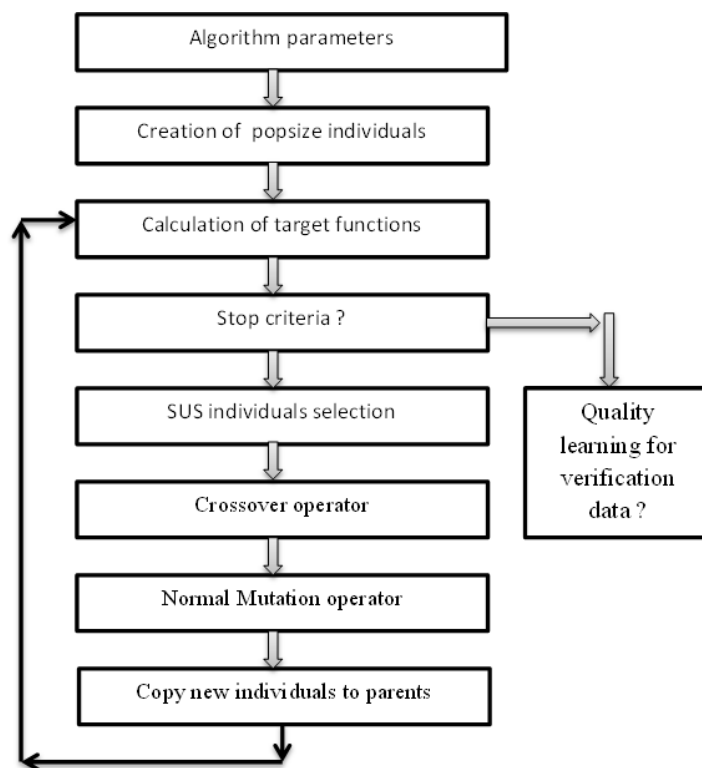 Algorithm parameters
Creation of popsize individuals
Calculation of target functions
Stop criteria ?
SUS individuals selection
Quality
learning for
verification
data ?
Crossover operator
Normal Mutation operator
Copy new individuals to parents